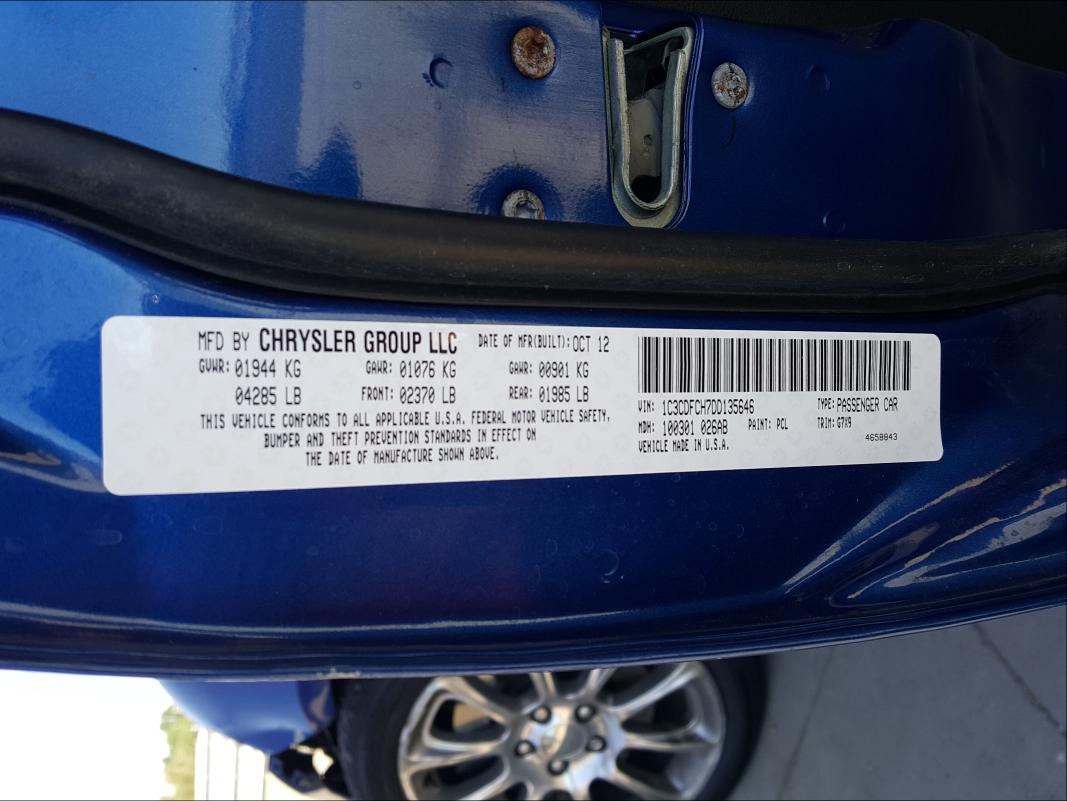 MFD BY CHRYSLER GROUP LLC DATE OF MFR(BUILT): OCT 12
GVWR: 01944 KG GAWR: 01076 KG GAWR: 00901 KG
04285 LB FRONT: 02370 LB REAR: 01985 LB
THIS VEHICLE CONFORMS TO ALL APPLICABLE U.S.A. FEDERAL MOTOR VEHICLE SAFETY,
BUMPER AND THEFT PREVENTION STANDARDS IN EFFECT ON
THE DATE OF MANUFACTURE SHOWN ABOVE.
VIN: 1C3CDFCH7DD135646 TYPE: PASSENGER CAR
MDH: 100301 026AB PAINT: PCL TRIM: G7X9
VEHICLE MADE IN U.S.A. 4658843